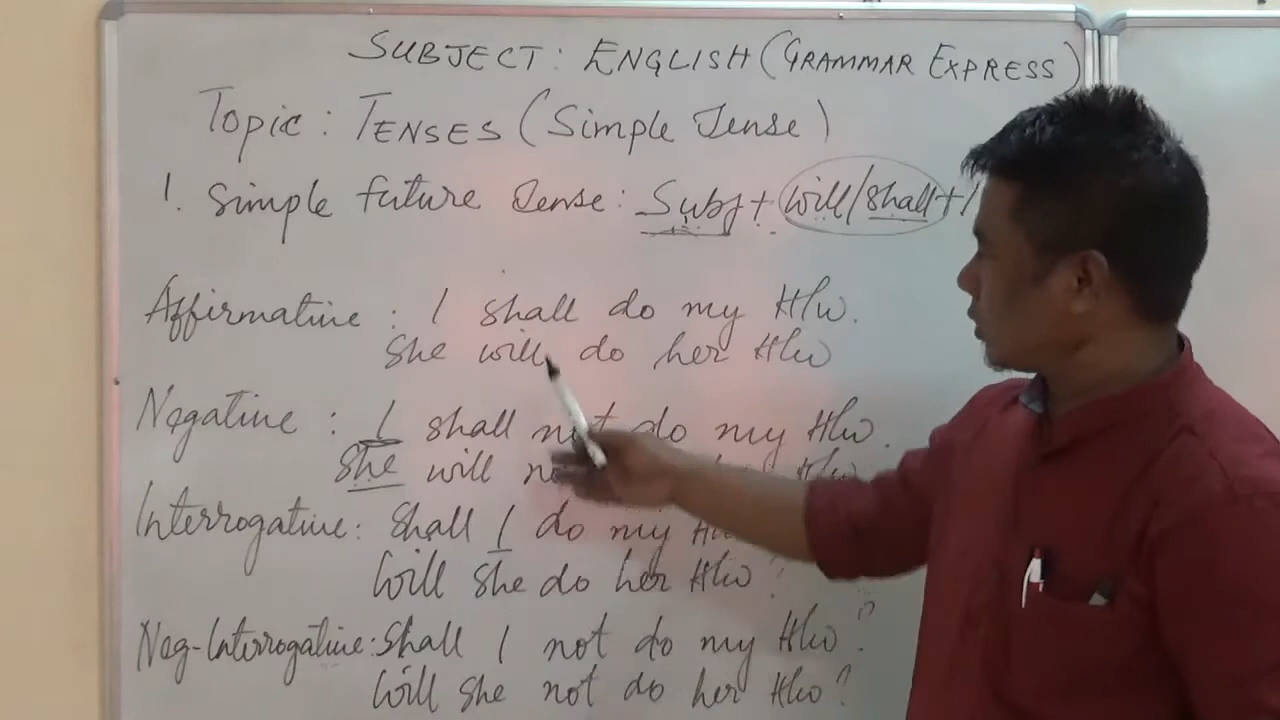 SUBJECT: ENGLISH (GRAMMAR EXPRESS)
Topic: TENSES (Simple Tense)
1. Simple future Tense: Subj + will/shall +
Affirmative: I shall do my H/w.
She will do her H/w
Negative: I shall not do my H/w.
She will H/w
Interrogative: Shall I do my
Will she do her H/w?
Neg-Interrogative: Shall I not do my H/w?
Will she not do her H/w?